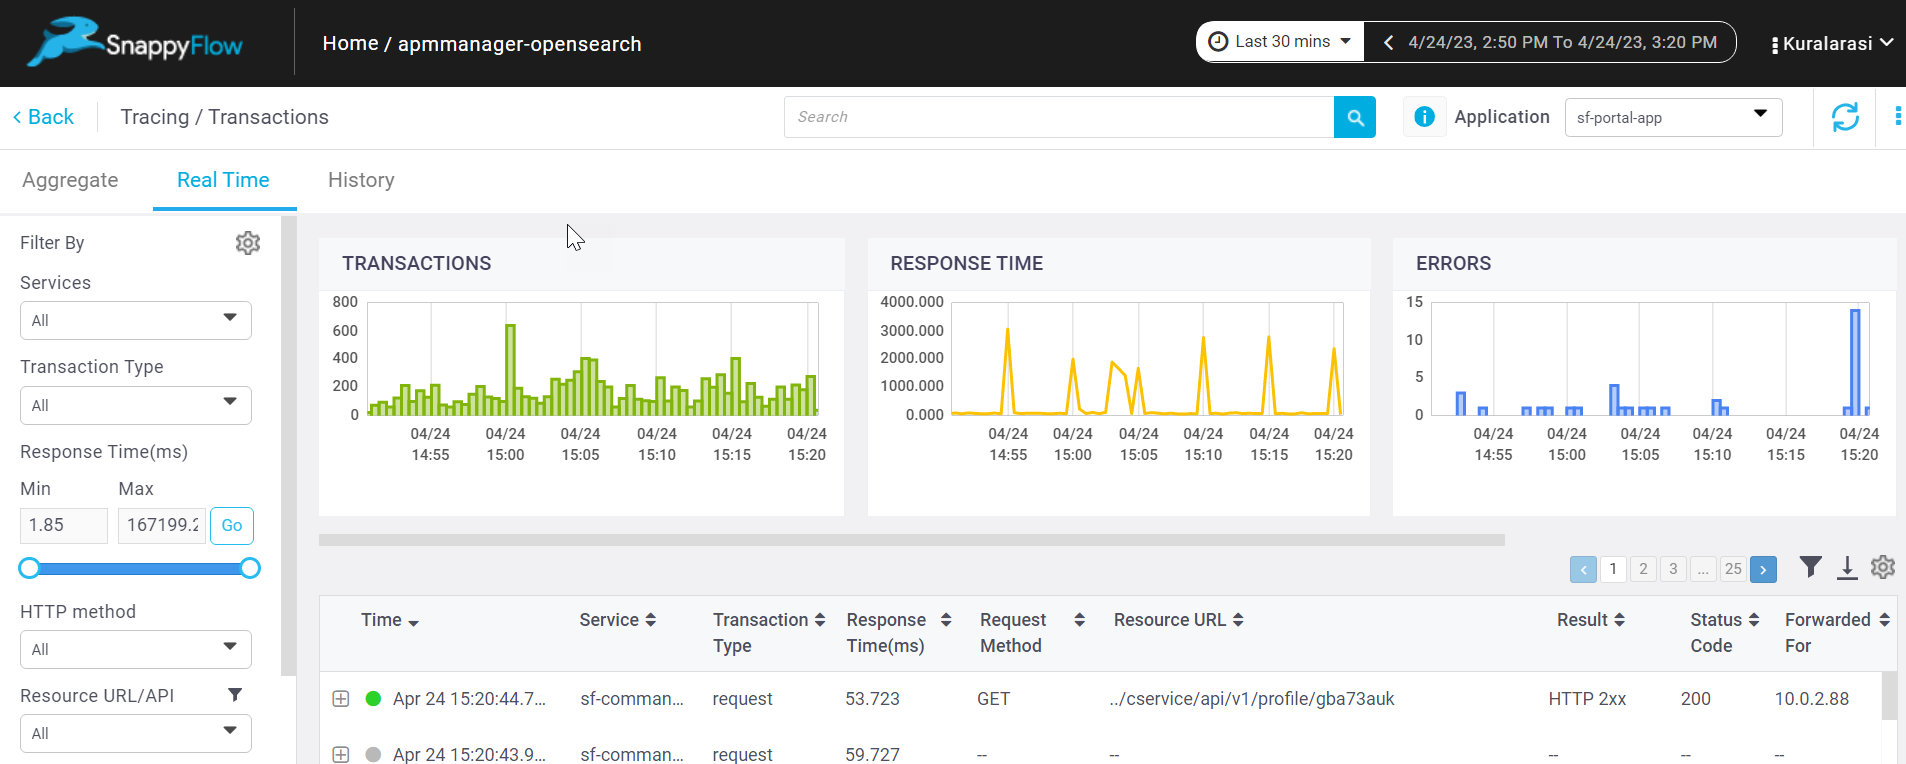 SnappyFlow
Home / apmmanager-opensearch
Last 30 mins
4/24/23, 2:50 PM To 4/24/23, 3:20 PM
Kuralarasi
Back
Tracing / Transactions
Search
Application
sf-portal-app
Aggregate
Real Time
History
Filter By
Services
All
Transaction Type
All
Response Time(ms)
Min Max
1.85 167199.2 Go
HTTP method
All
Resource URL/API
All
TRANSACTIONS
800
600
400
200
0
04/24 04/24 04/24 04/24 04/24 04/24
14:55 15:00 15:05 15:10 15:15 15:20
RESPONSE TIME
4000.000
3000.000
2000.000
1000.000
0.000
04/24 04/24 04/24 04/24 04/24 04/24
14:55 15:00 15:05 15:10 15:15 15:20
ERRORS
15
10
5
0
04/24 04/24 04/24 04/24 04/24 04/24
14:55 15:00 15:05 15:10 15:15 15:20
< 1 2 3 ... 25 >
Time Service Transaction Response Request Resource URL Result Status Forwarded
Type Time(ms) Method Code For
Apr 24 15:20:44.7... sf-comman... request 53.723 GET ../cservice/api/v1/profile/gba73auk HTTP 2xx 200 10.0.2.88
Apr 24 15:20:43.9... sf-comman... request 59.727 -- -- -- -- --